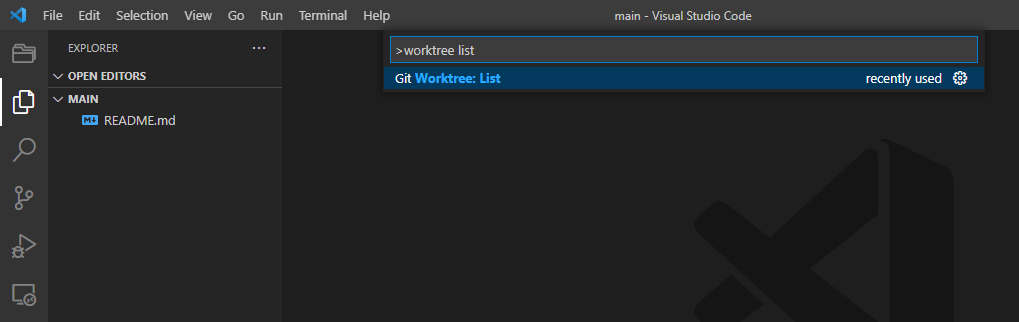 File Edit Selection View Go Run Terminal Help main - Visual Studio Code
>worktree list
Git Worktree: List recently used
EXPLORER
OPEN EDITORS
MAIN
README.md